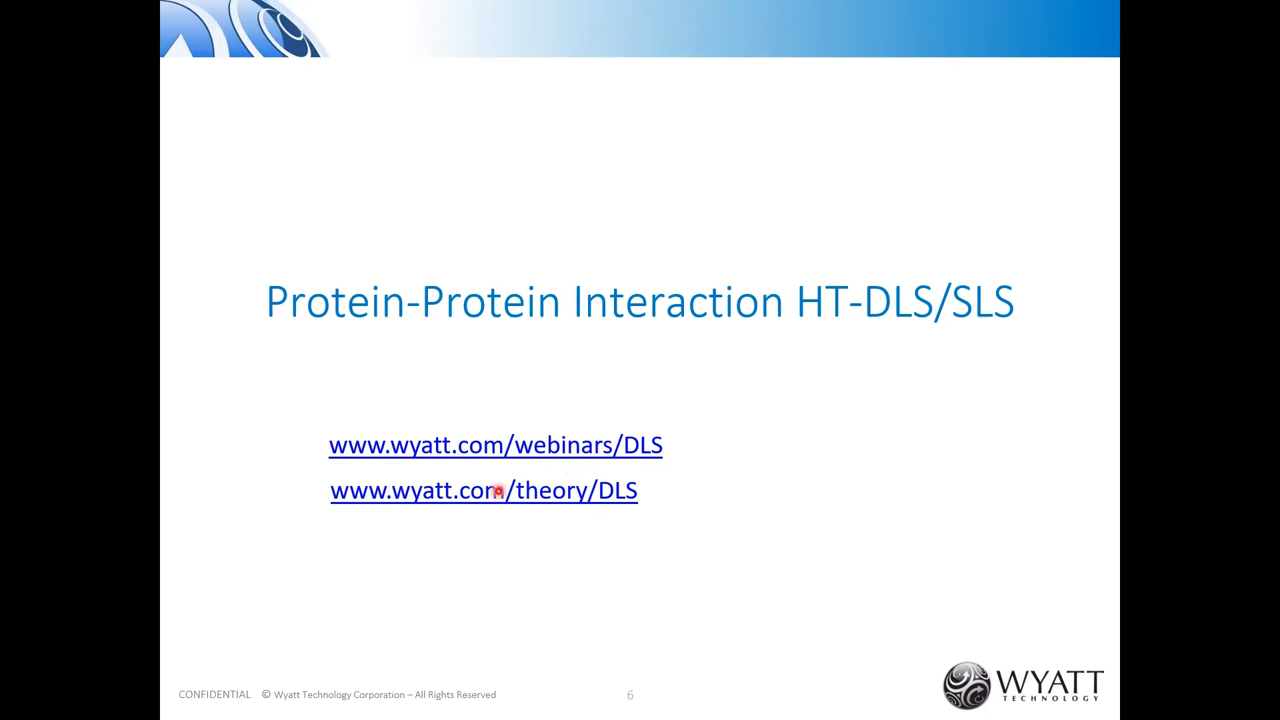 Protein-Protein Interaction HT-DLS/SLS
www.wyatt.com/webinars/DLS
www.wyatt.com/theory/DLS
CONFIDENTIAL © Wyatt Technology Corporation – All Rights Reserved
6
WYATT
TECHNOLOGY